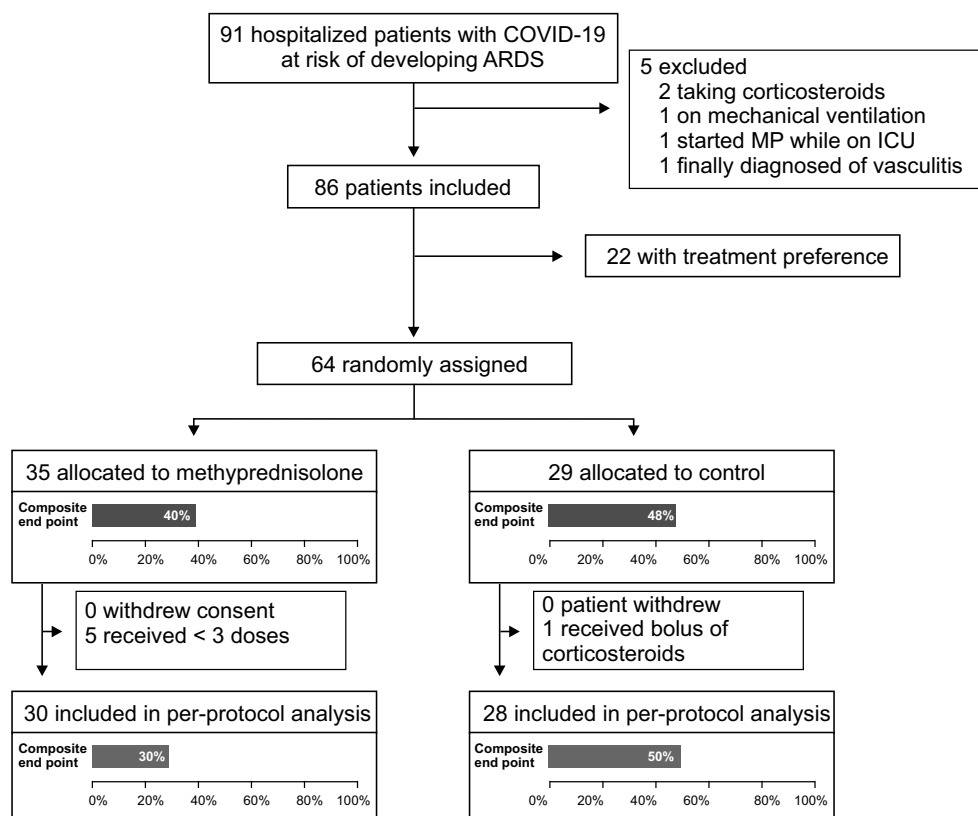 91 hospitalized patients with COVID-19
at risk of developing ARDS
5 excluded
2 taking corticosteroids
1 on mechanical ventilation
1 started MP while on ICU
1 finally diagnosed of vasculitis
86 patients included
22 with treatment preference
64 randomly assigned
35 allocated to methyprednisolone
Composite
end point
40%
0% 20% 40% 60% 80% 100%
29 allocated to control
Composite
end point
48%
0% 20% 40% 60% 80% 100%
0 withdrew consent
5 received < 3 doses
0 patient withdrew
1 received bolus of
corticosteroids
30 included in per-protocol analysis
Composite
end point
30%
0% 20% 40% 60% 80% 100%
28 included in per-protocol analysis
Composite
end point
50%
0% 20% 40% 60% 80% 100%